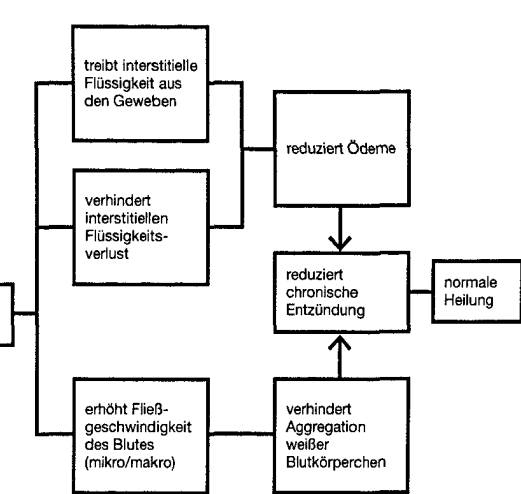 treibt interstitielle
Flüssigkeit aus
den Geweben
reduziert Ödeme
verhindert
interstitiellen
Flüssigkeits-
verlust
reduziert
chronische
Entzündung
normale
Heilung
erhöht Fließ-
geschwindigkeit
des Blutes
(mikro/makro)
verhindert
Aggregation
weißer
Blutkörperchen